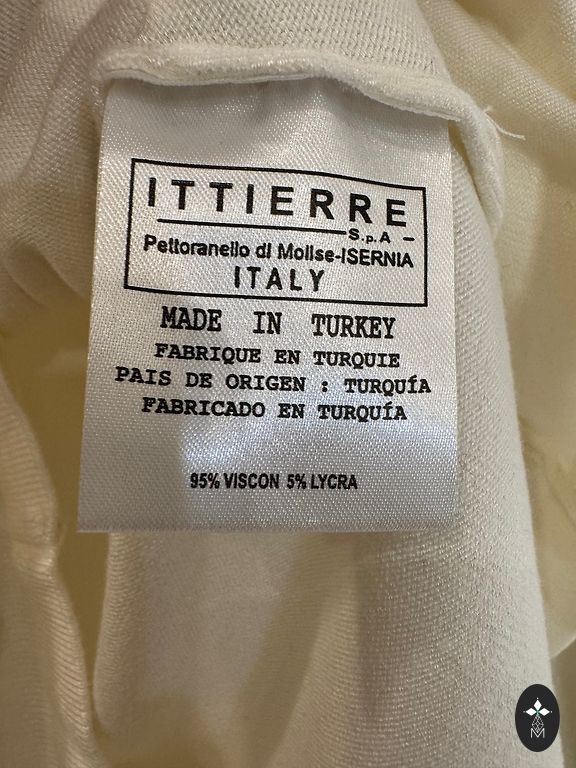 ITTIERRE
S.p.A
Pettoranello di Molise-ISERNIA
ITALY
MADE IN TURKEY
FABRIQUE EN TURQUIE
PAIS DE ORIGEN : TURQUÍA
FABRICADO EN TURQUÍA
95% VISCON 5% LYCRA
M